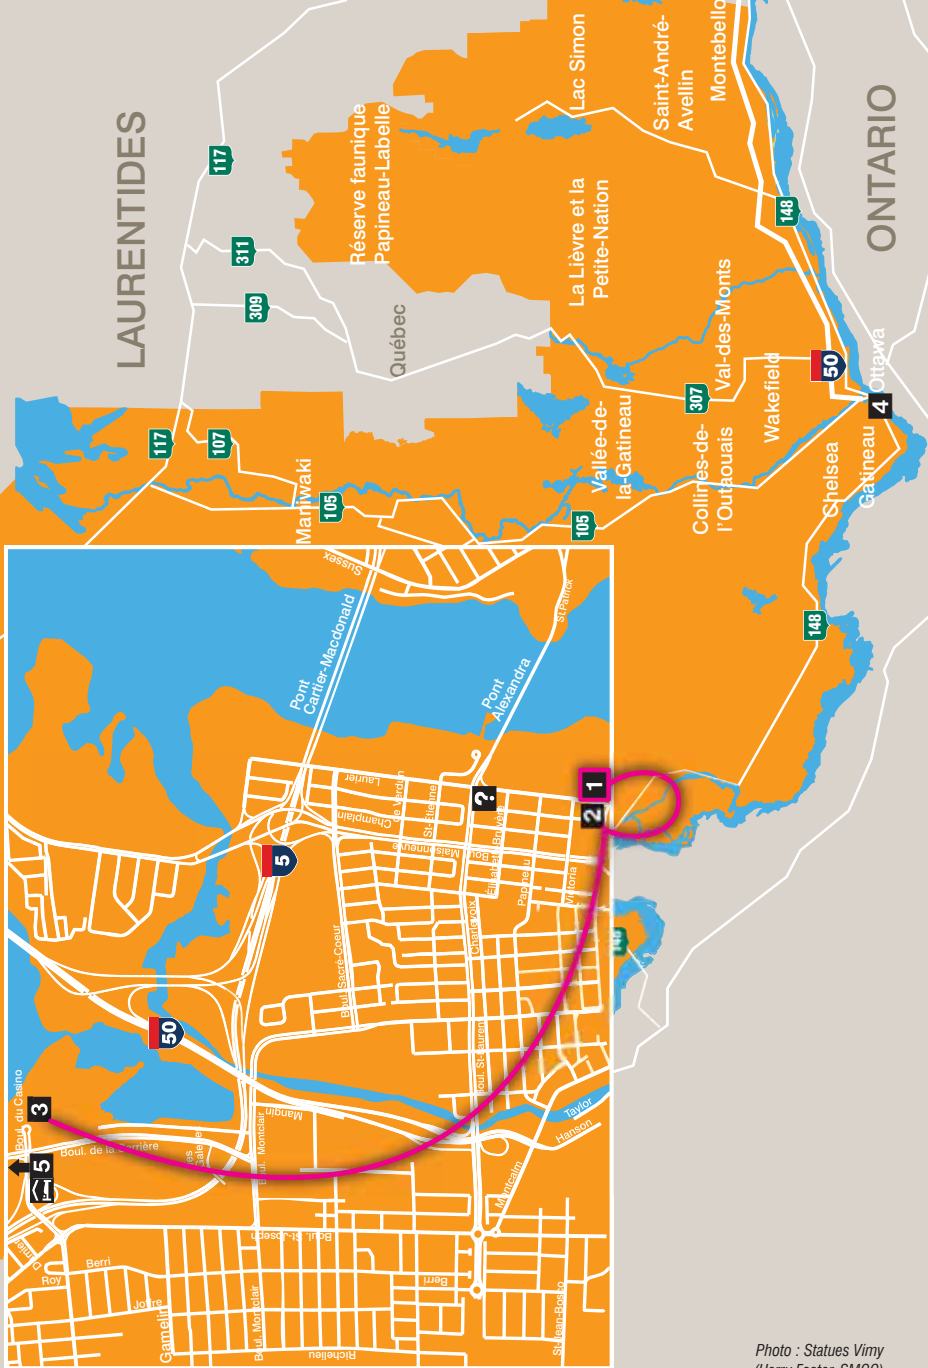 LAURENTIDES
117
311
309
Québec
Réserve faunique
Papineau-Labelle
Lac Simon
Saint-André-
Avellin
Montebello
ONTARIO
148
La Lièvre et la
Petite-Nation
117
107
Maniwaki
105
Vallée-de-
la-Gatineau
307
Val-des-Monts
Wakefield
50
Ottawa
4
105
Collines-de-
l'Outaouais
Chelsea
Gatineau
148
Sussex
Pont
Cartier-Macdonald
Pont
Alexandra
St Patrick
Laurier
Champlain
de Verdun
St-Étienne
?
1
2
5
Boul. Maisonneuve
Élisabeth-Bruyère
Papineau
Victoria
148
Boul. Sacré-Coeur
Charlevoix
50
Boul. St-Laurent
Boul. du Casino
3
5
Boul. de la Carrière
Galeries
Boul. Montclair
Mangin
Taylor
Hanson
Montcalm
Boul. St-Joseph
Roy
Berri
Berri
Joffre
Gamelin
Boul. Montclair
Richelieu
St-Jean-Bosco
Photo : Statues Vimy